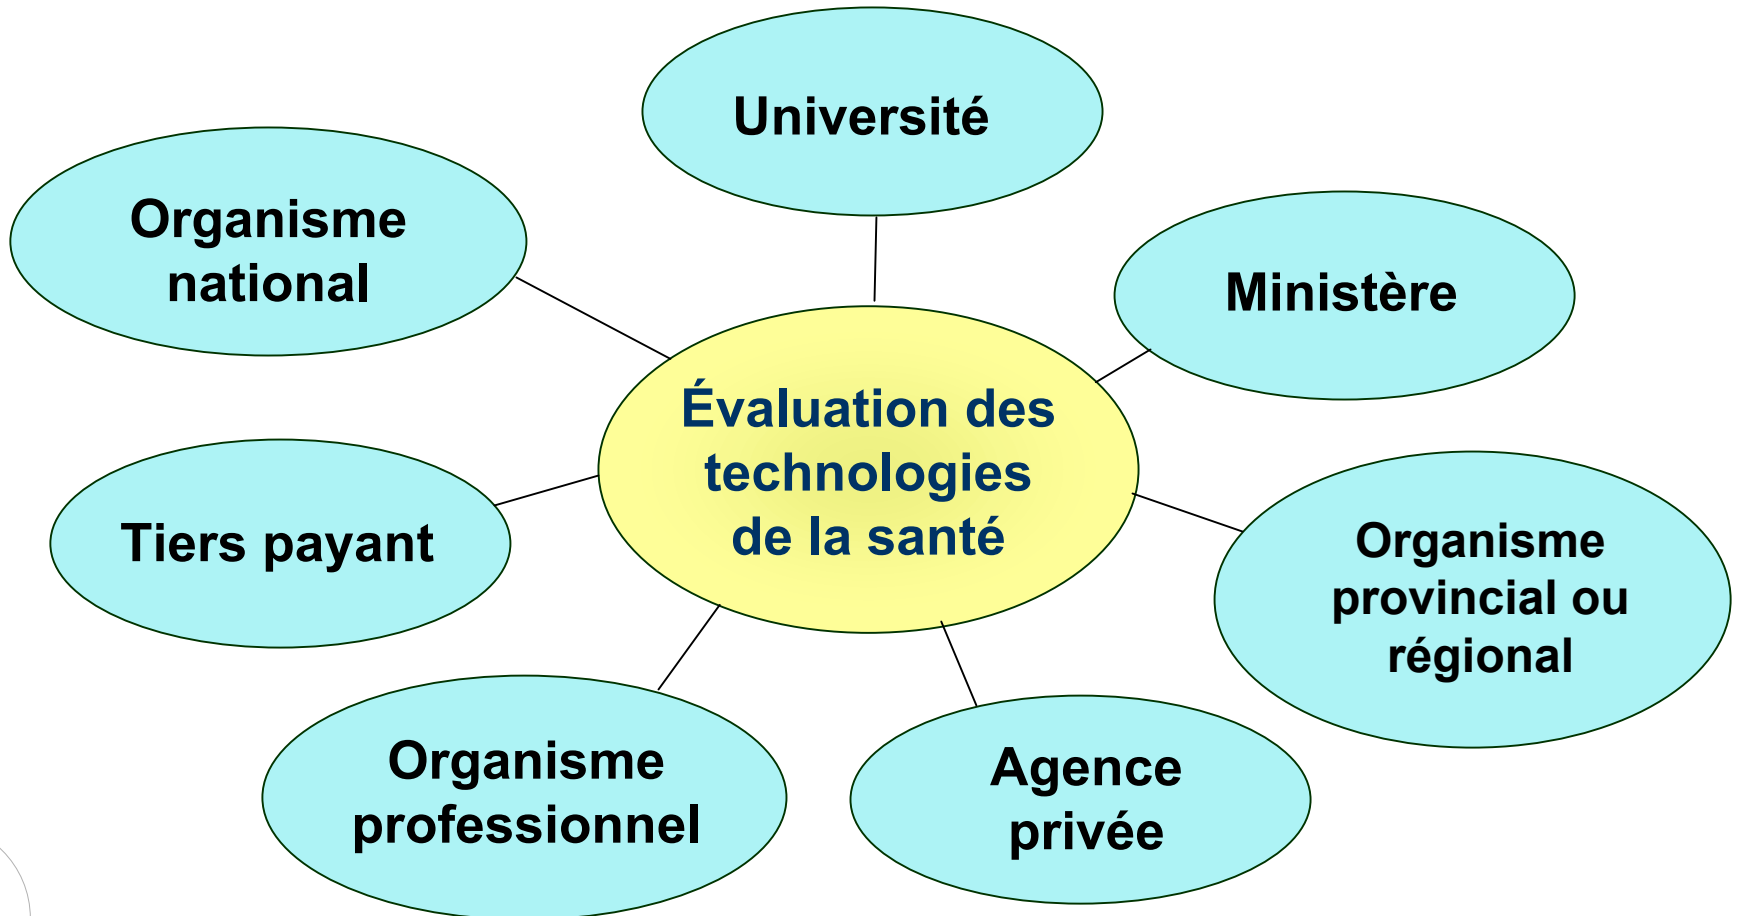 Université
Organisme
national
Ministère
Évaluation des
technologies
de la santé
Tiers payant
Organisme
provincial ou
régional
Organisme
professionnel
Agence
privée